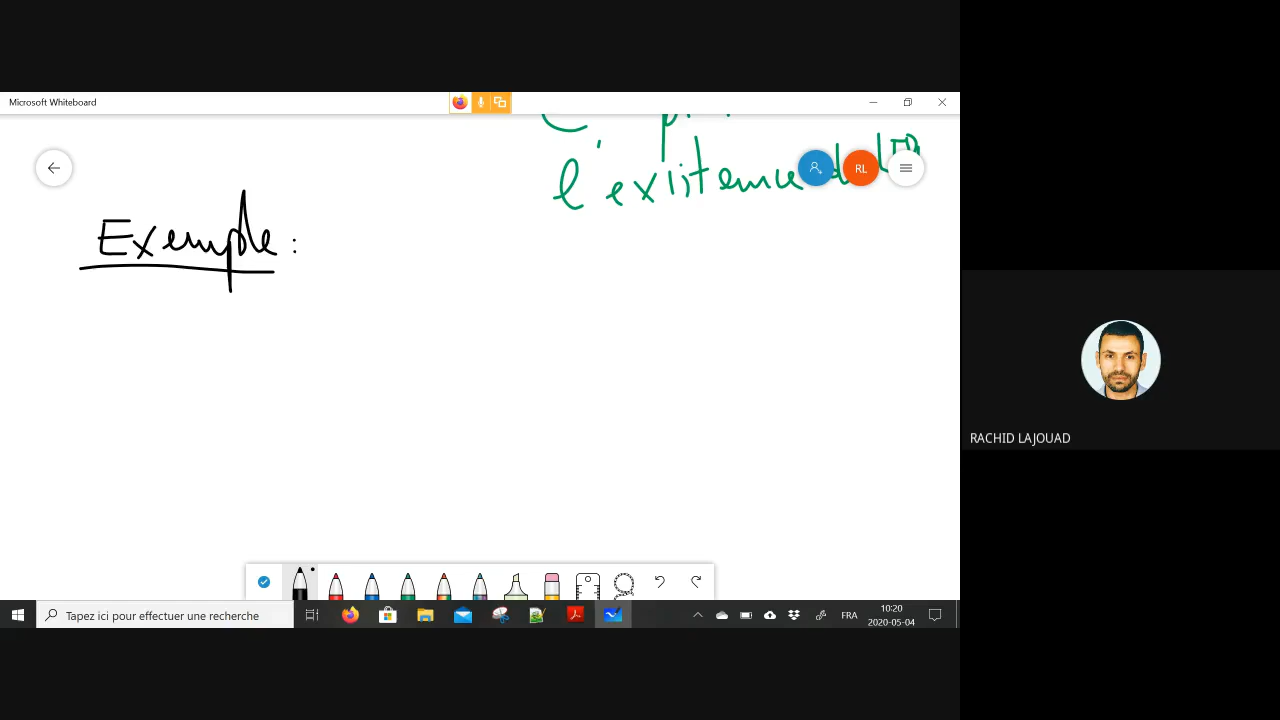 Microsoft Whiteboard
l'existence
RL
Exemple :
RACHID LAJOUAD
Tapez ici pour effectuer une recherche
FRA
10:20
2020-05-04